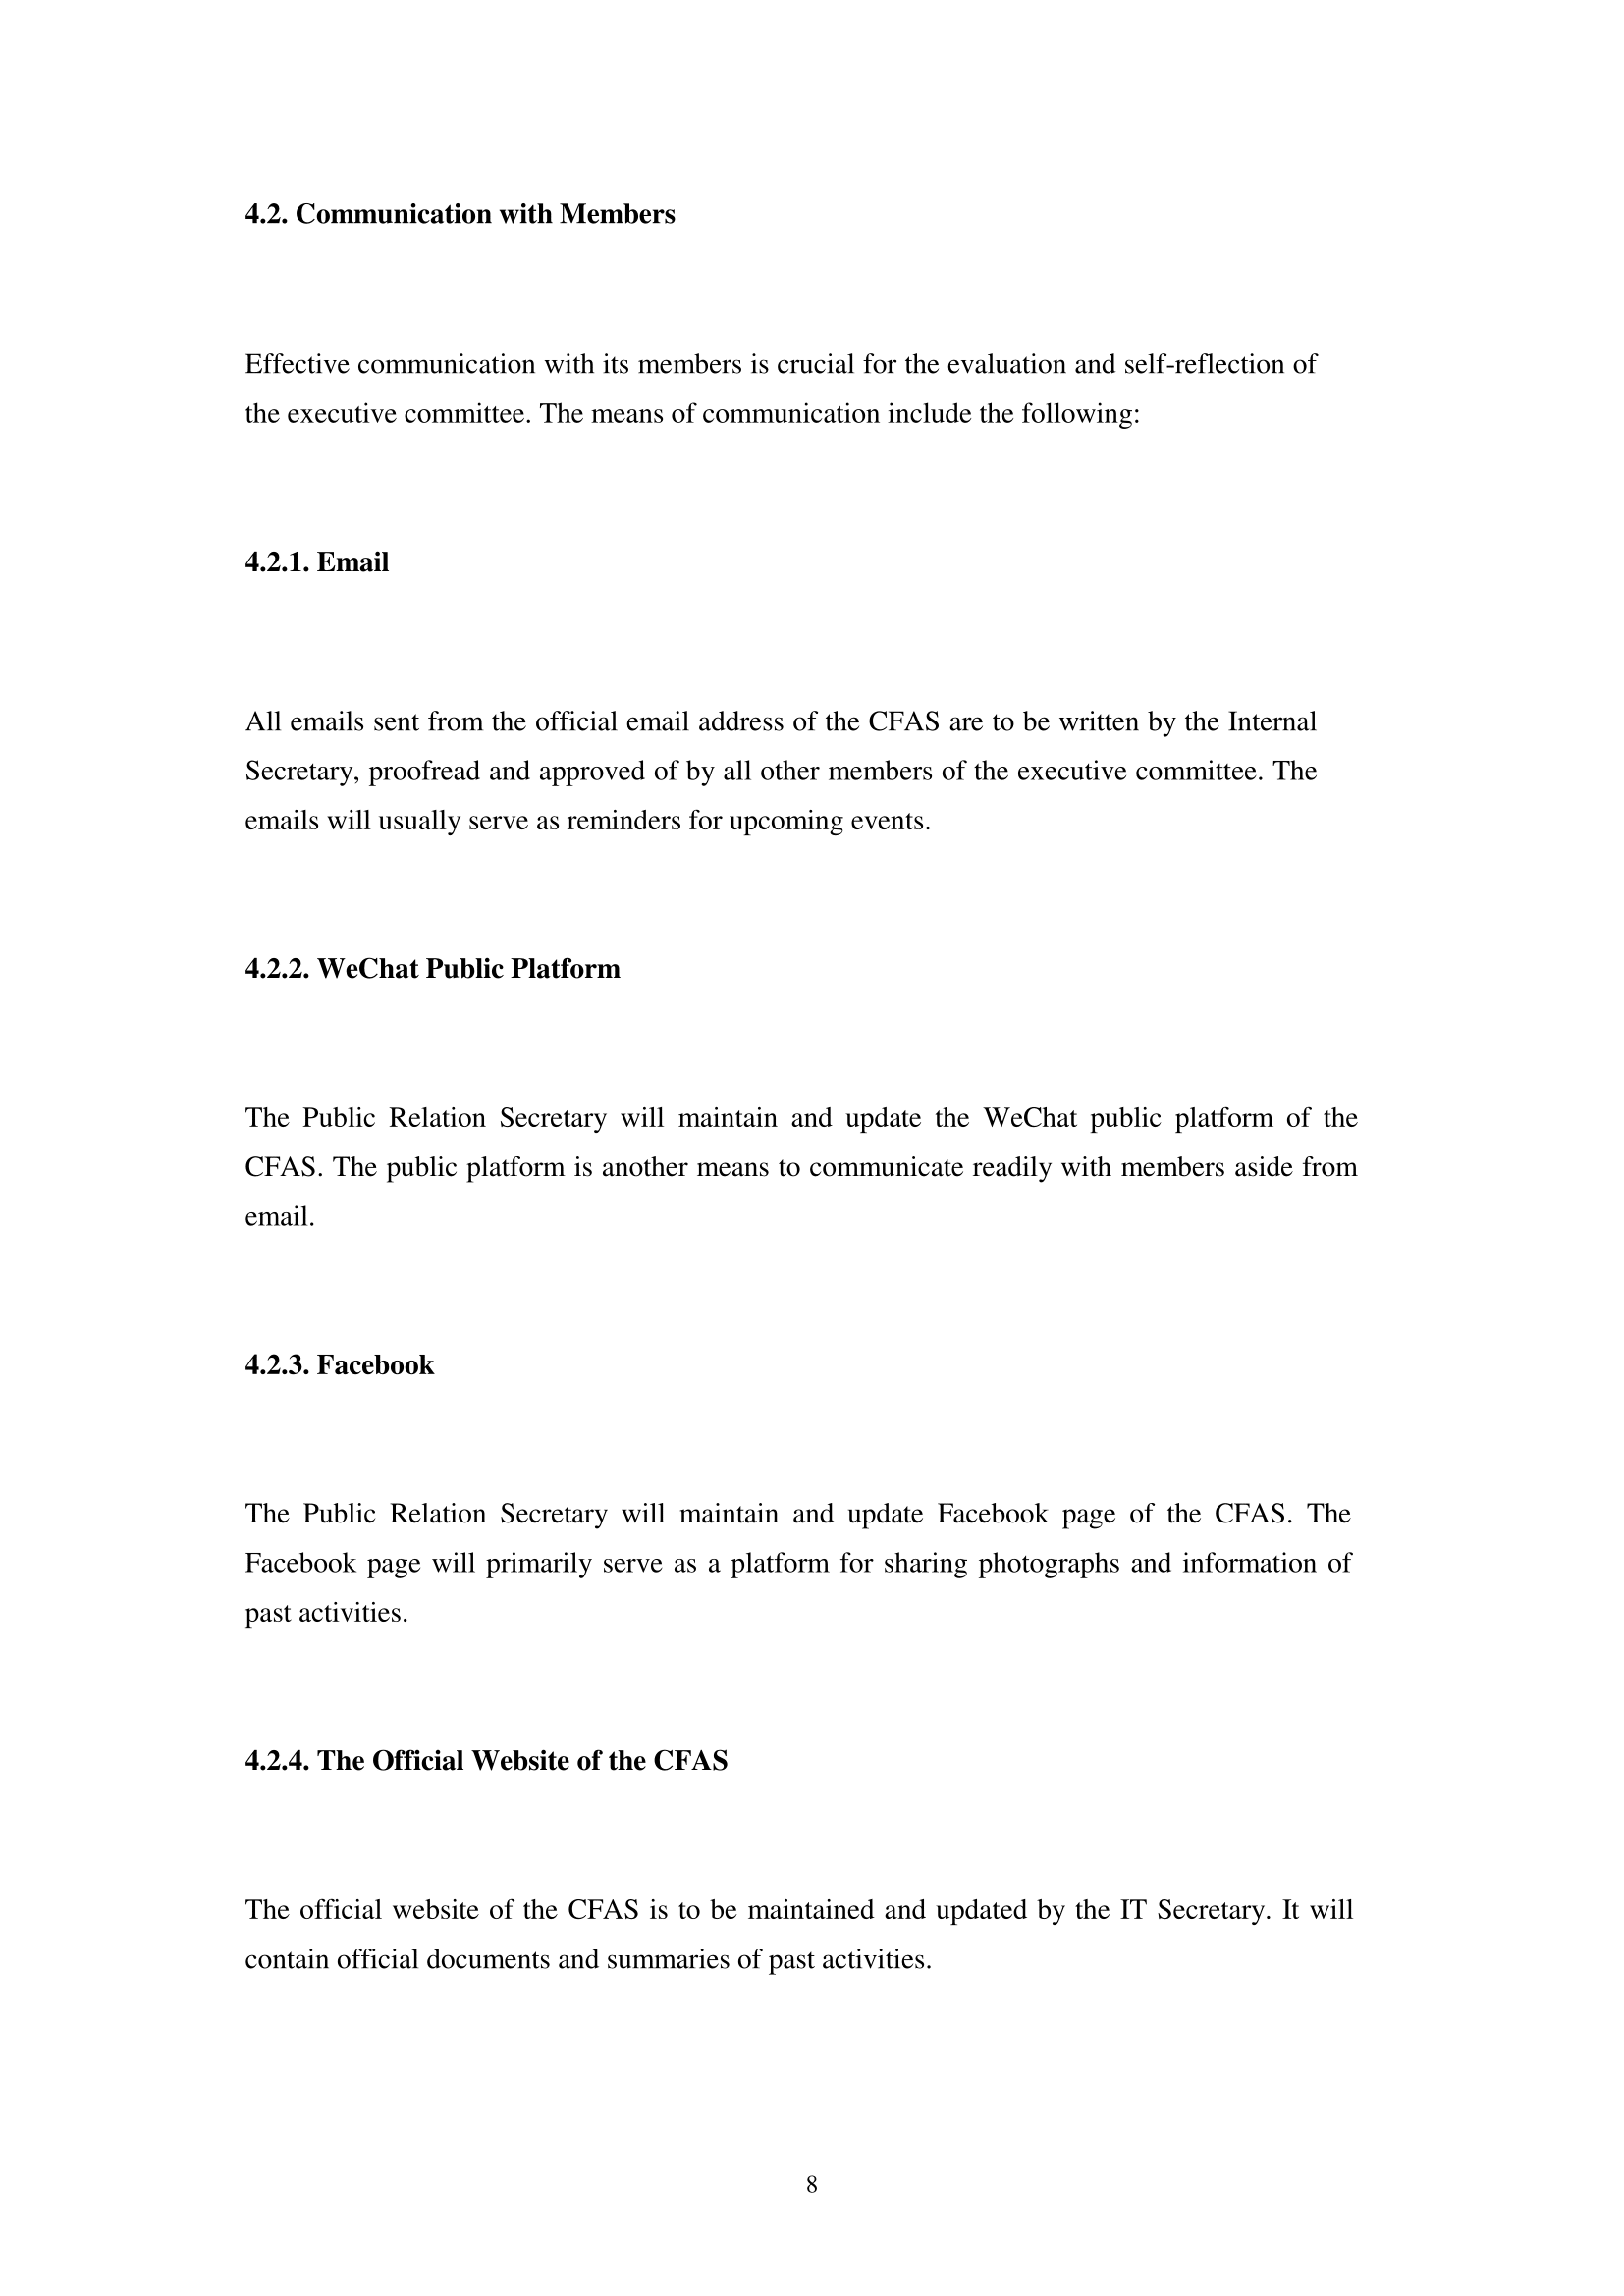 4.2. Communication with Members
Effective communication with its members is crucial for the evaluation and self-reflection of
the executive committee. The means of communication include the following:
4.2.1. Email
All emails sent from the official email address of the CFAS are to be written by the Internal
Secretary, proofread and approved of by all other members of the executive committee. The
emails will usually serve as reminders for upcoming events.
4.2.2. WeChat Public Platform
The Public Relation Secretary will maintain and update the WeChat public platform of the
CFAS. The public platform is another means to communicate readily with members aside from
email.
4.2.3. Facebook
The Public Relation Secretary will maintain and update Facebook page of the CFAS. The
Facebook page will primarily serve as a platform for sharing photographs and information of
past activities.
4.2.4. The Official Website of the CFAS
The official website of the CFAS is to be maintained and updated by the IT Secretary. It will
contain official documents and summaries of past activities.
8